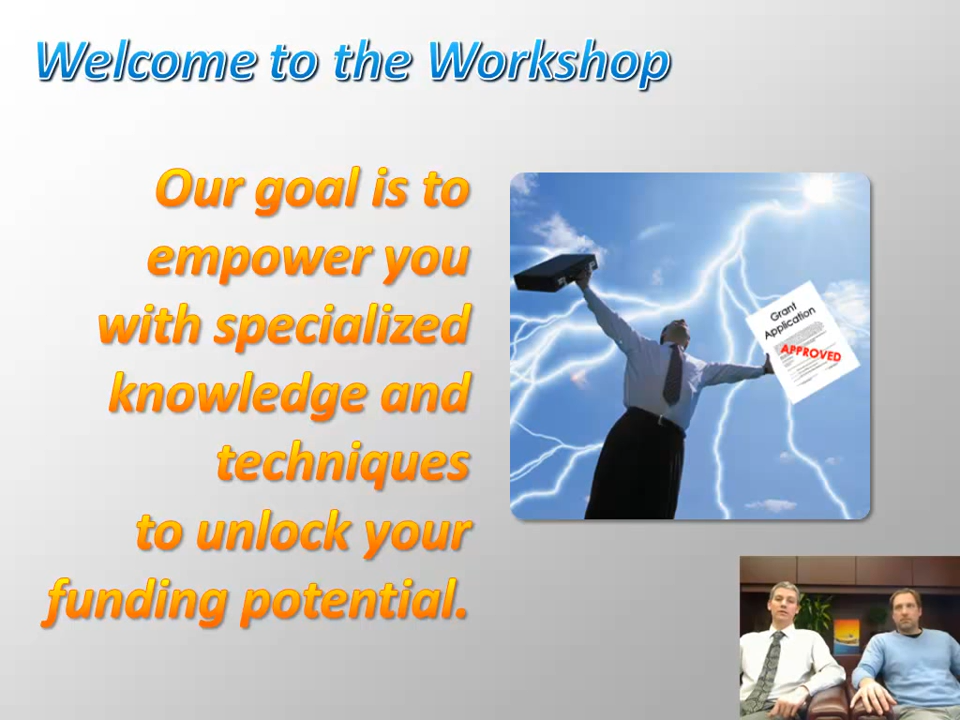 Welcome to the Workshop
Our goal is to
empower you
with specialized
knowledge and
techniques
to unlock your
funding potential.
Grant
Application
APPROVED